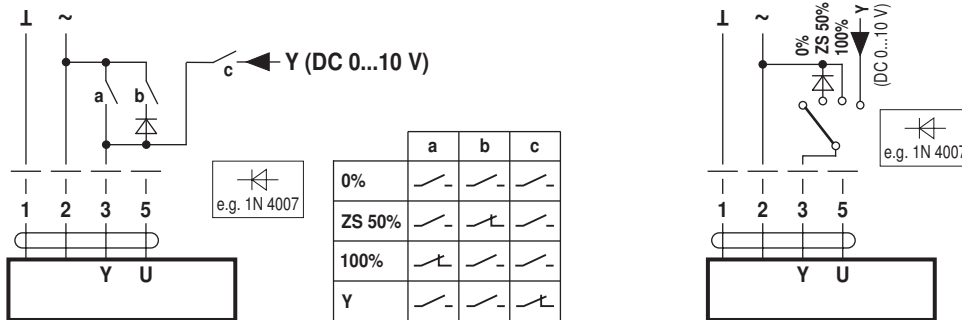 ⊥ ~
a b c Y (DC 0...10 V)
e.g. 1N 4007
1 2 3 5
Y U
a b c
0%
ZS 50%
100%
Y
⊥ ~
0%
ZS 50%
100%
Y
(DC 0...10 V)
e.g. 1N 4007
1 2 3 5
Y U